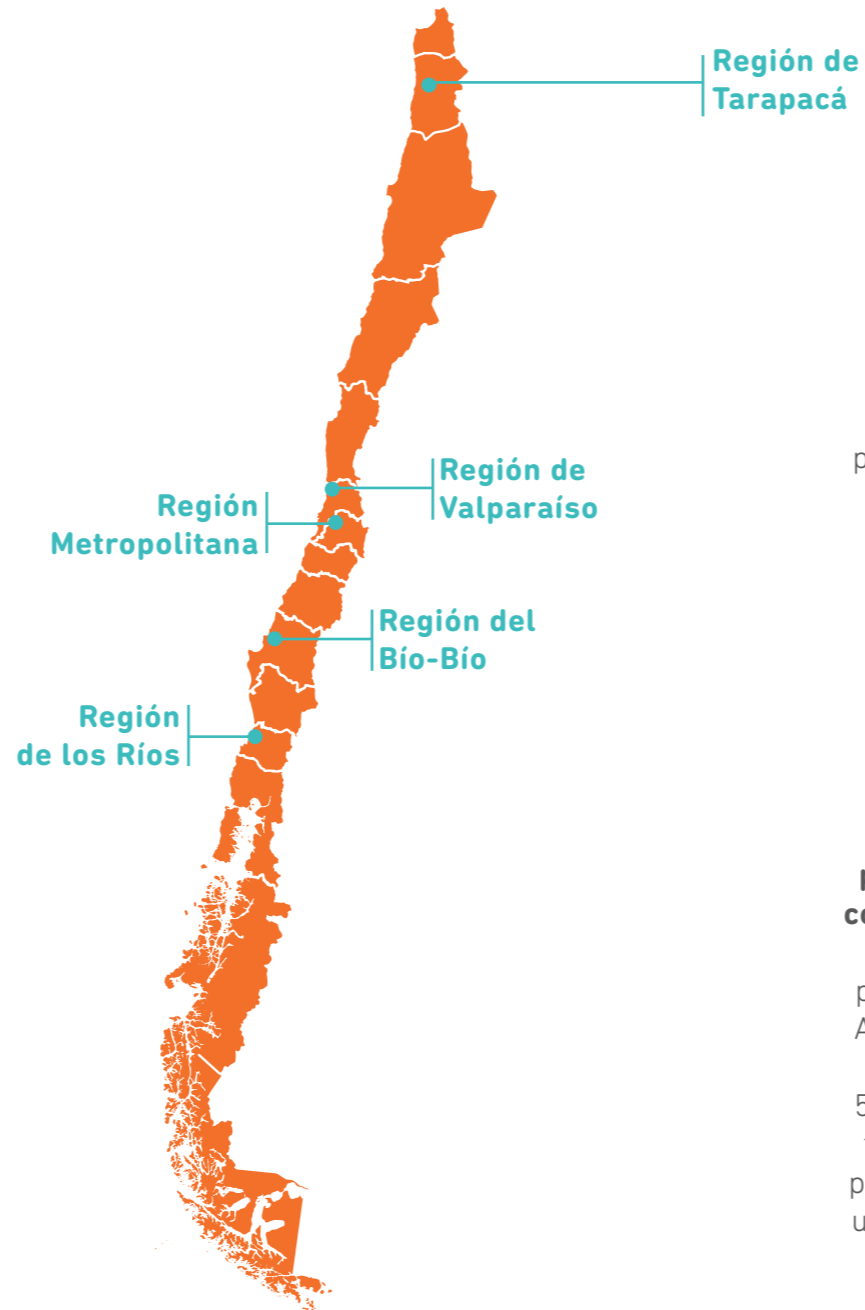 Región de
Tarapacá
Región de
Valparaíso
Región
Metropolitana
Región del
Bío-Bío
Región
de los Ríos